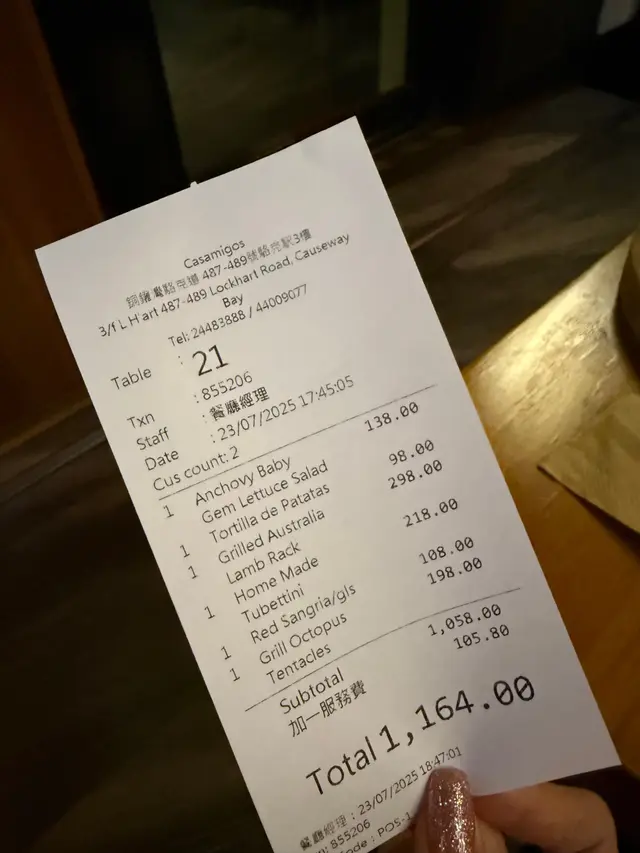 Casamigos
銅鑼灣駱克道 487-489號駱克駅3樓
3/f L H'art 487-489 Lockhart Road, Causeway
Bay
Tel: 24483888 / 44009077
Table : 21
Txn : 855206
Staff : 餐廳經理
Date : 23/07/2025 17:45:05
Cus count: 2
1 Anchovy Baby 138.00
Gem Lettuce Salad
1 Tortilla de Patatas 98.00
1 Grilled Australia 298.00
Lamb Rack
1 Home Made 218.00
Tubettini
1 Red Sangria/gls 108.00
1 Grill Octopus 198.00
Tentacles
Subtotal 1,058.00
加一服務費 105.80
Total 1,164.00
餐廳經理 : 23/07/2025 18:47:01
: 855206
ode : POS-1